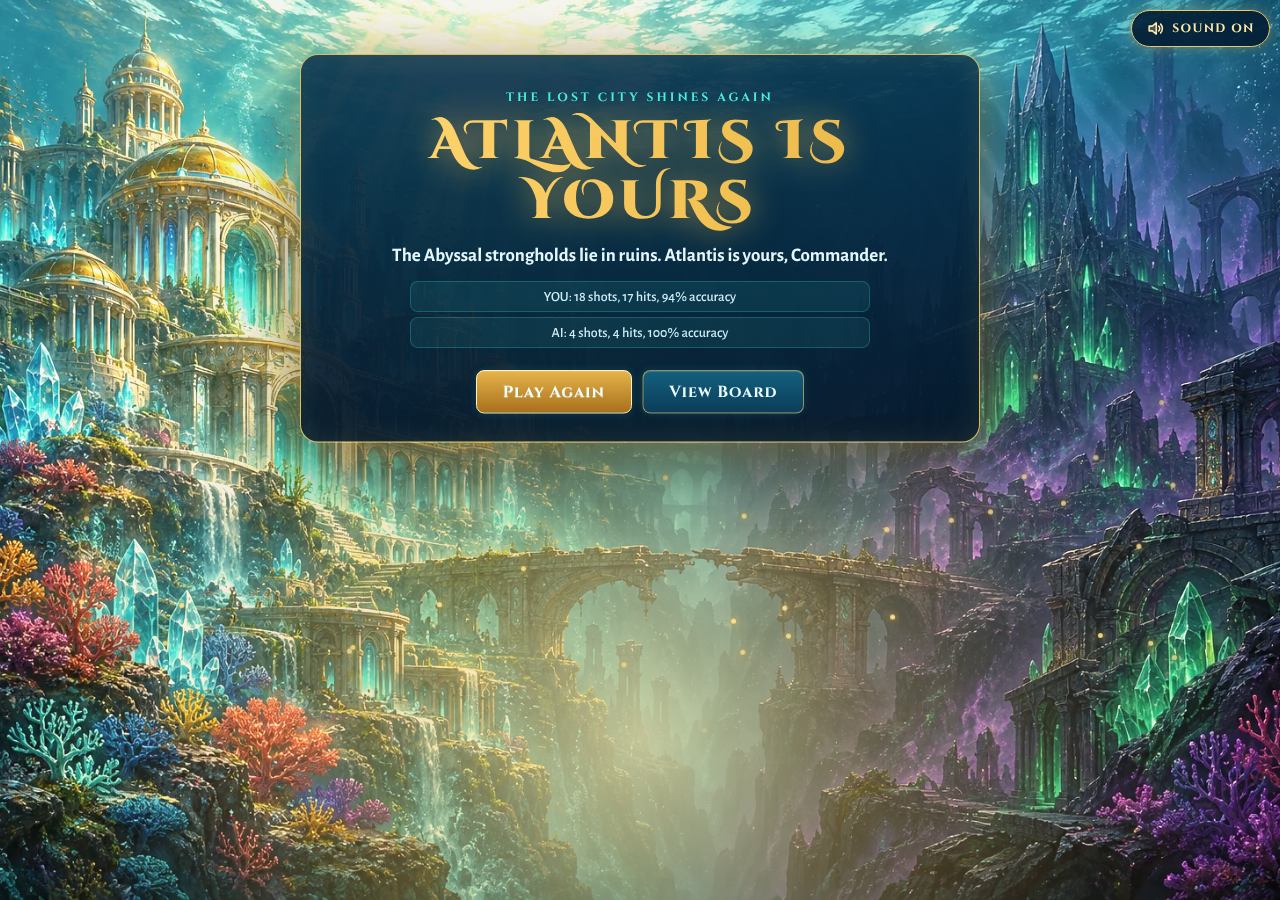 SOUND ON
THE LOST CITY SHINES AGAIN
ATLANTIS IS
YOURS
The Abyssal strongholds lie in ruins. Atlantis is yours, Commander.
YOU: 18 shots, 17 hits, 94% accuracy
AI: 4 shots, 4 hits, 100% accuracy
Play Again
View Board